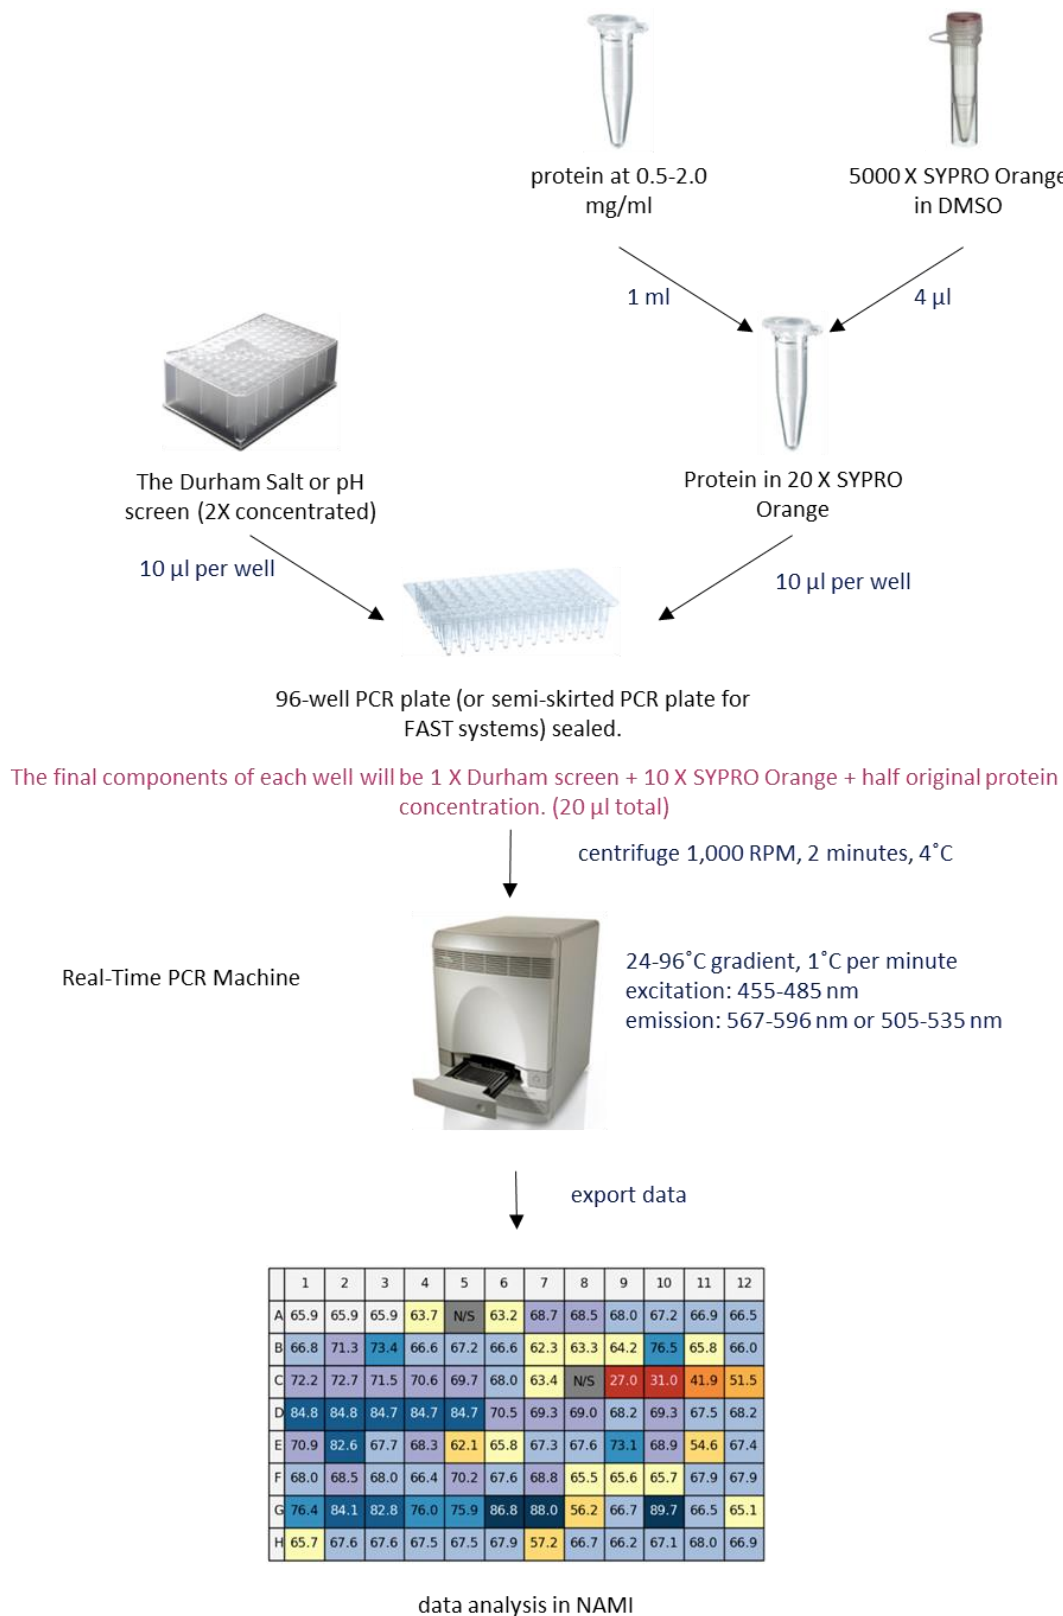 protein at 0.5-2.0
mg/ml
5000 X SYPRO Orange
in DMSO
1 ml
4 µl
The Durham Salt or pH
screen (2X concentrated)
Protein in 20 X SYPRO
Orange
10 µl per well
10 µl per well
96-well PCR plate (or semi-skirted PCR plate for
FAST systems) sealed.
The final components of each well will be 1 X Durham screen + 10 X SYPRO Orange + half original protein
concentration. (20 µl total)
centrifuge 1,000 RPM, 2 minutes, 4˚C
Real-Time PCR Machine
24-96˚C gradient, 1˚C per minute
excitation: 455-485 nm
emission: 567-596 nm or 505-535 nm
export data
1 2 3 4 5 6 7 8 9 10 11 12
A 65.9 65.9 65.9 63.7 N/S 63.2 68.7 68.5 68.0 67.2 66.9 66.5
B 66.8 71.3 73.4 66.6 67.2 66.6 62.3 63.3 64.2 76.5 65.8 66.0
C 72.2 72.7 71.5 70.6 69.7 68.0 63.4 N/S 27.0 31.0 41.9 51.5
D 84.8 84.8 84.7 84.7 84.7 70.5 69.3 69.0 68.2 69.3 67.5 68.2
E 70.9 82.6 67.7 68.3 62.1 65.8 67.3 67.6 73.1 68.9 54.6 67.4
F 68.0 68.5 68.0 66.4 70.2 67.6 68.8 65.5 65.6 65.7 67.9 67.9
G 76.4 84.1 82.8 76.0 75.9 86.8 88.0 56.2 66.7 89.7 66.5 65.1
H 65.7 67.6 67.6 67.5 67.5 67.9 57.2 66.7 66.2 67.1 68.0 66.9
data analysis in NAMI